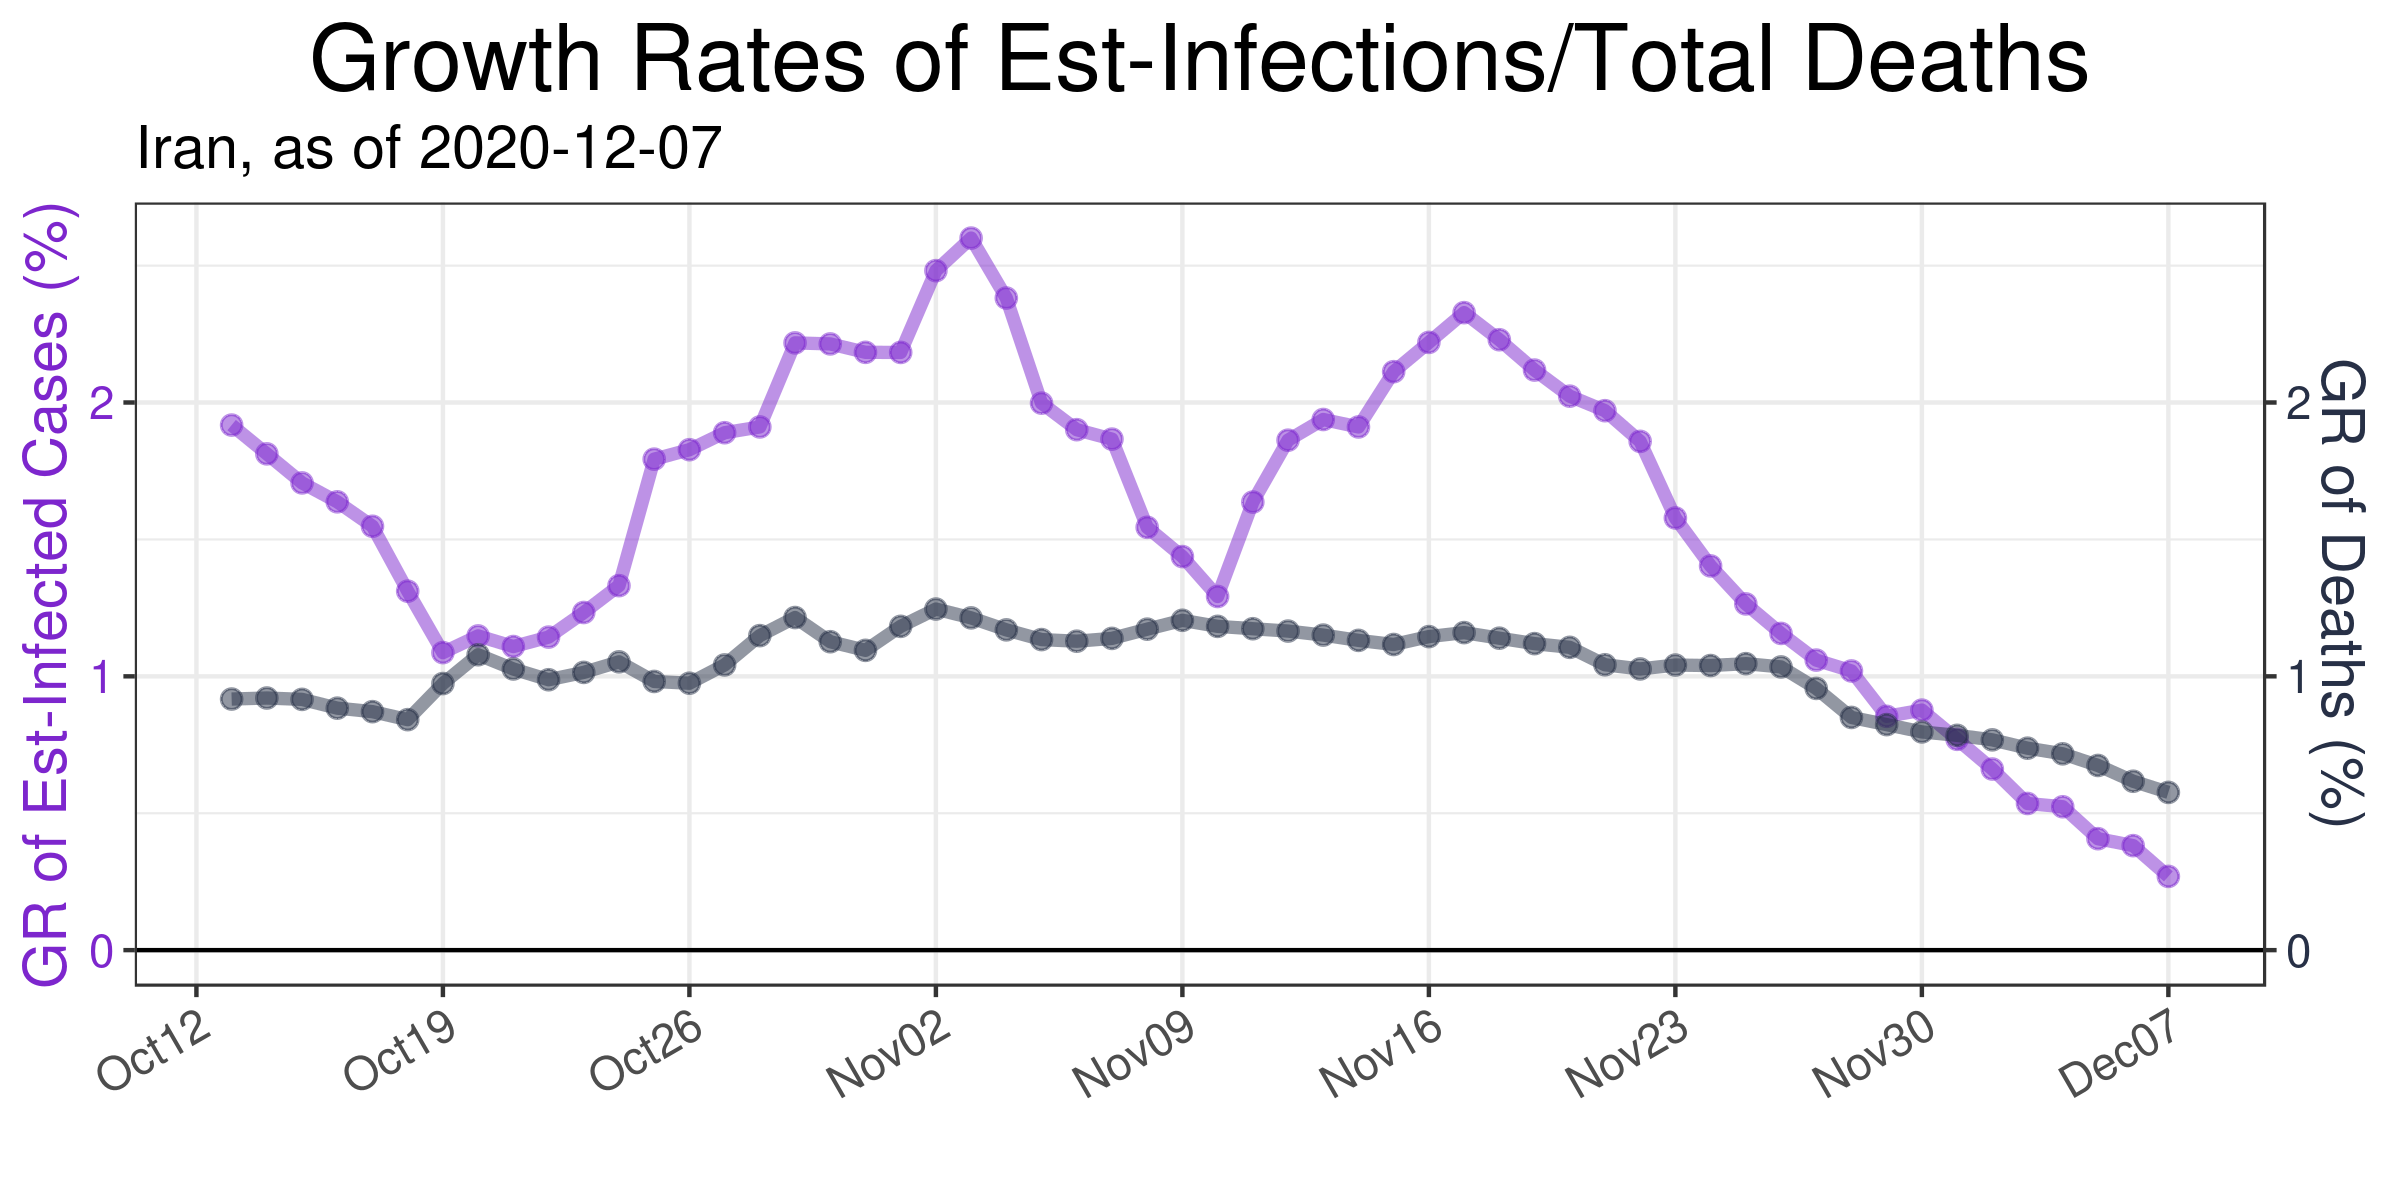 Growth Rates of Est-Infections/Total Deaths
Iran, as of 2020-12-07
GR of Est-Infected Cases (%)
2
1
0
2
1
0
GR of Deaths (%)
Oct12
Oct19
Oct26
Nov02
Nov09
Nov16
Nov23
Nov30
Dec07